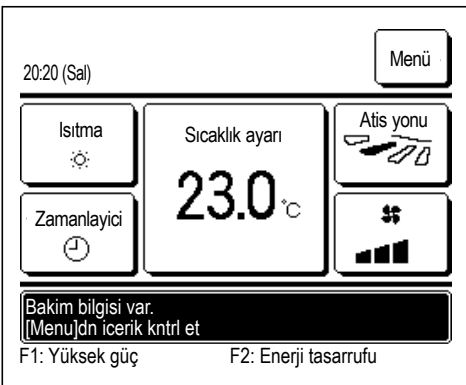 20:20 (Sal)
Menü
Isıtma
Sıcaklık ayarı
Atis yonu
23.0 °C
Zamanlayici
Bakim bilgisi var.
[Menu]dn icerik kntrl et
F1: Yüksek güç F2: Enerji tasarrufu